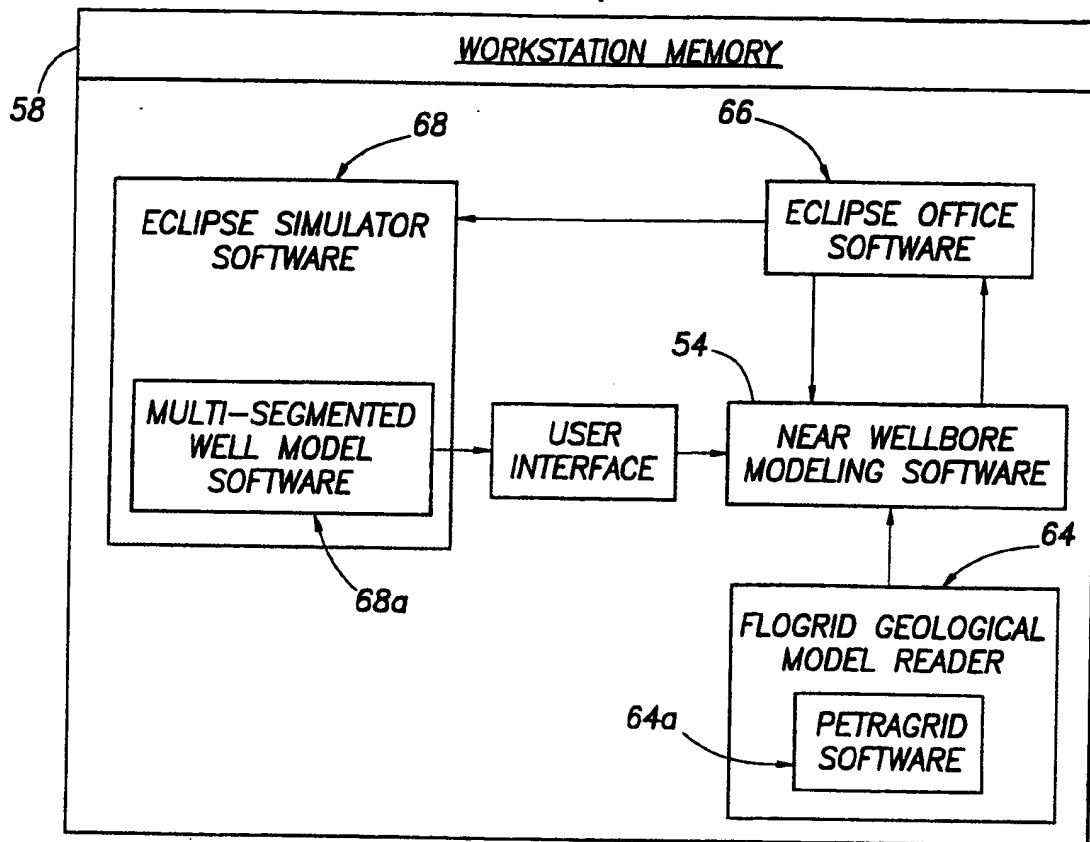 WORKSTATION MEMORY
58
68
66
ECLIPSE SIMULATOR
SOFTWARE
ECLIPSE OFFICE
SOFTWARE
54
MULTI-SEGMENTED
WELL MODEL
SOFTWARE
USER
INTERFACE
NEAR WELLBORE
MODELING SOFTWARE
68a
64
FLOGRID GEOLOGICAL
MODEL READER
64a
PETRAGRID
SOFTWARE